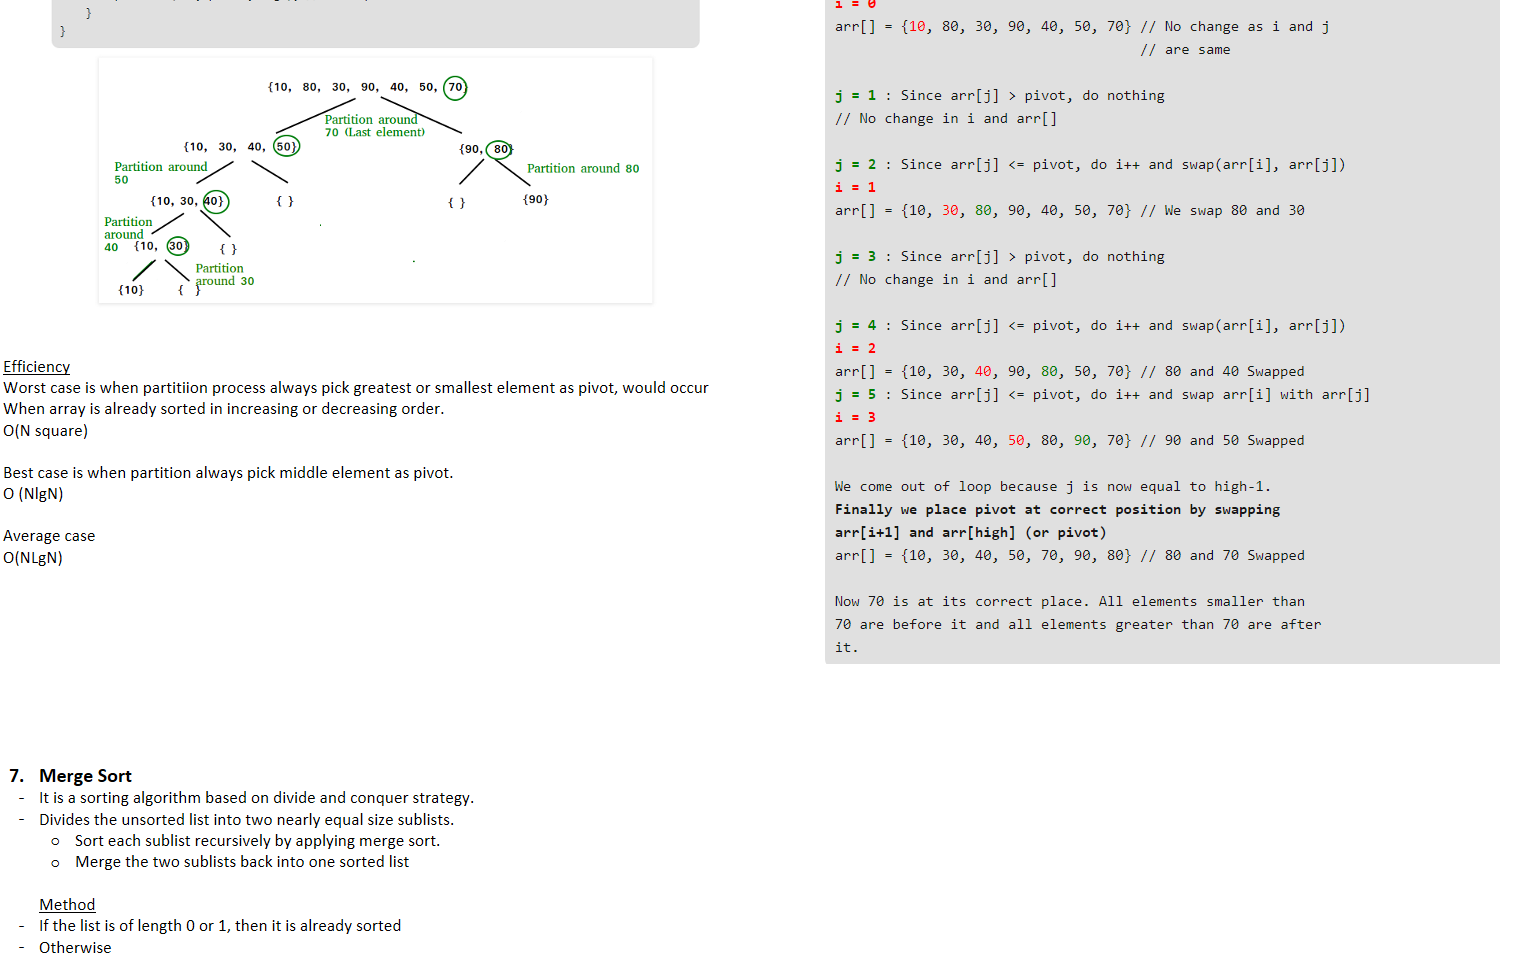 }
}
{10, 80, 30, 90, 40, 50, 70}
Partition around
70 (Last element)
{10, 30, 40, 50}
{90, 80}
Partition around
50
Partition around 80
{10, 30, 40}
{ }
{ }
{90}
Partition
around
40
{10, 30}
{ }
Partition
around 30
{10}
{ }
Efficiency
Worst case is when partitiion process always pick greatest or smallest element as pivot, would occur
When array is already sorted in increasing or decreasing order.
O(N square)
Best case is when partition always pick middle element as pivot.
O (NlgN)
Average case
O(NLgN)
7. Merge Sort
- It is a sorting algorithm based on divide and conquer strategy.
- Divides the unsorted list into two nearly equal size sublists.
o Sort each sublist recursively by applying merge sort.
o Merge the two sublists back into one sorted list
Method
- If the list is of length 0 or 1, then it is already sorted
- Otherwise
i = 0
arr[] = {10, 80, 30, 90, 40, 50, 70} // No change as i and j
// are same
j = 1 : Since arr[j] > pivot, do nothing
// No change in i and arr[]
j = 2 : Since arr[j] <= pivot, do i++ and swap(arr[i], arr[j])
i = 1
arr[] = {10, 30, 80, 90, 40, 50, 70} // We swap 80 and 30
j = 3 : Since arr[j] > pivot, do nothing
// No change in i and arr[]
j = 4 : Since arr[j] <= pivot, do i++ and swap(arr[i], arr[j])
i = 2
arr[] = {10, 30, 40, 90, 80, 50, 70} // 80 and 40 Swapped
j = 5 : Since arr[j] <= pivot, do i++ and swap arr[i] with arr[j]
i = 3
arr[] = {10, 30, 40, 50, 80, 90, 70} // 90 and 50 Swapped
We come out of loop because j is now equal to high-1.
Finally we place pivot at correct position by swapping
arr[i+1] and arr[high] (or pivot)
arr[] = {10, 30, 40, 50, 70, 90, 80} // 80 and 70 Swapped
Now 70 is at its correct place. All elements smaller than
70 are before it and all elements greater than 70 are after
it.